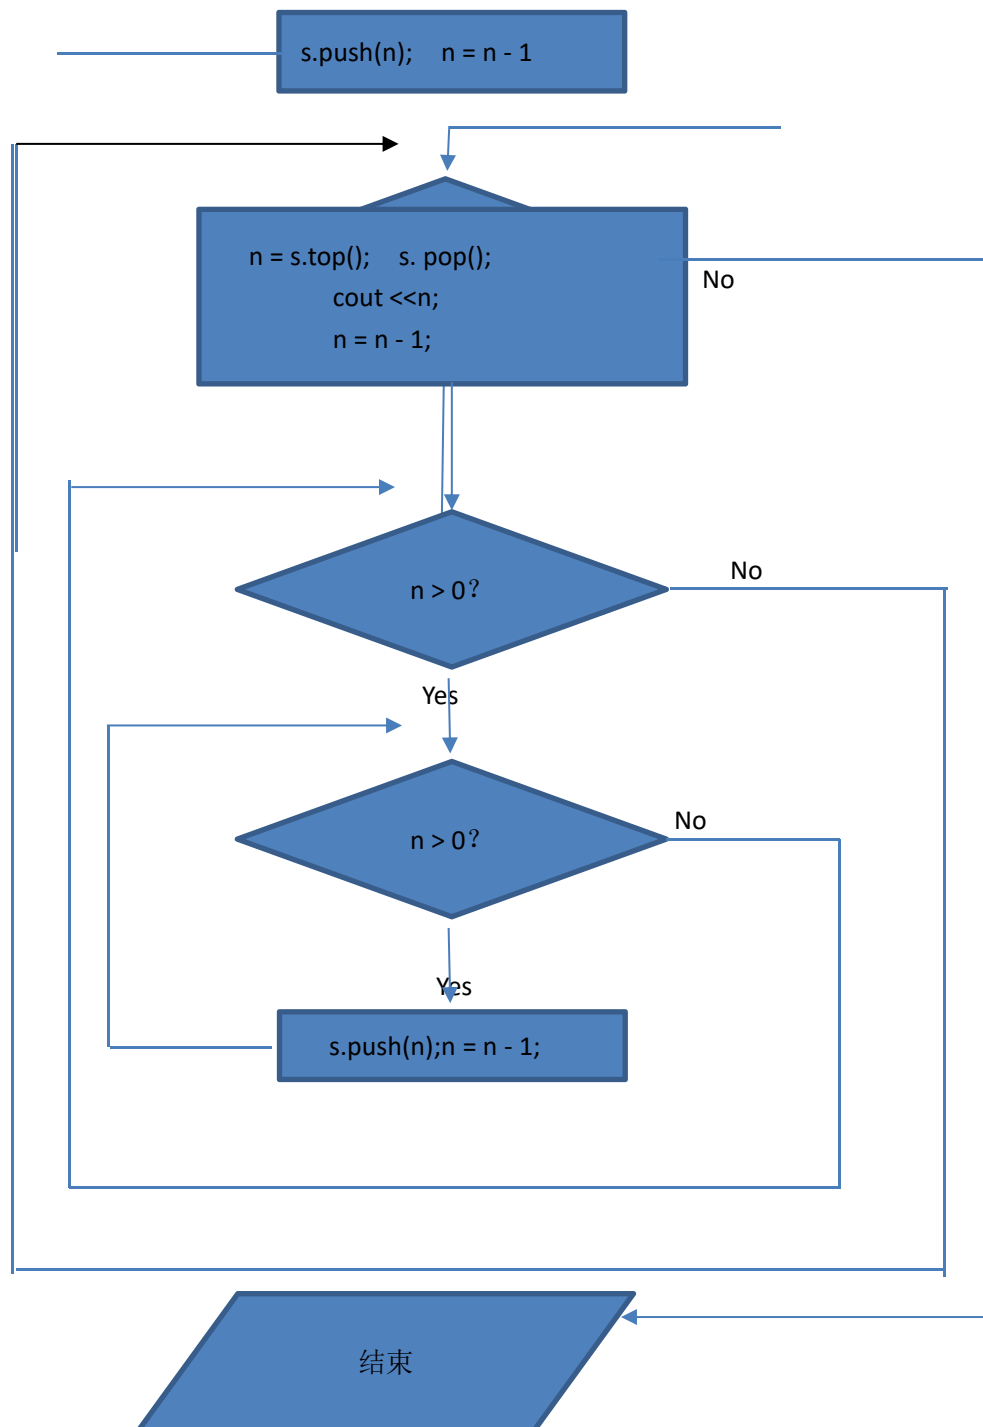 s.push(n); n = n - 1
n = s.top(); s. pop();
cout <<n;
n = n - 1;
No
n > 0?
No
Yes
n > 0?
No
Yes
s.push(n);n = n - 1;
结束